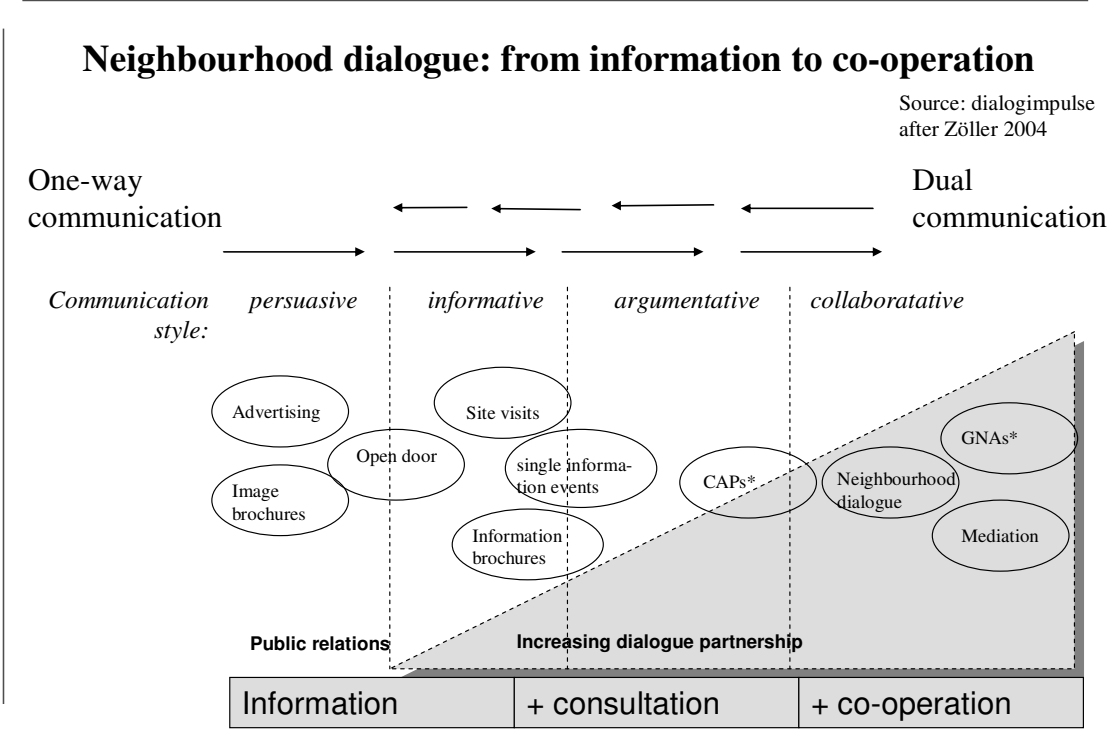 Neighbourhood dialogue: from information to co-operation
Source: dialogimpulse
after Zöller 2004
One-way
communication
Dual
communication
Communication
style:
persuasive
informative
argumentative
collaboratative
Advertising
Site visits
Open door
single informa-
tion events
Image
brochures
Information
brochures
CAPs*
Neighbourhood
dialogue
GNAs*
Mediation
Public relations
Increasing dialogue partnership
Information
+ consultation
+ co-operation